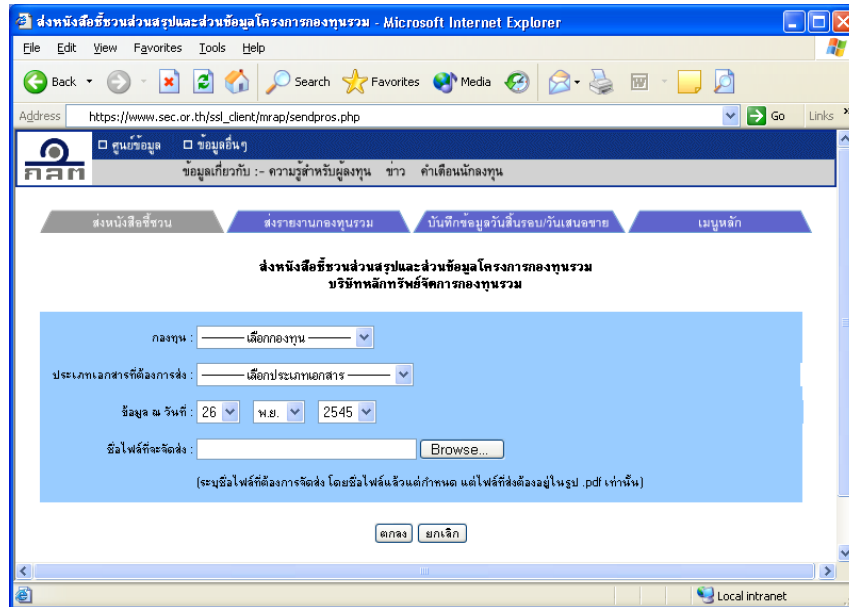 ส่งหนังสือชี้ชวนส่วนสรุปและส่วนข้อมูลโครงการกองทุนรวม - Microsoft Internet Explorer
File Edit View Favorites Tools Help
Back Search Favorites Media
Address https://www.sec.or.th/ssl_client/mrap/sendpros.php Go Links »
ศูนย์ข้อมูล ข้อมูลอื่นๆ
กลต ข้อมูลเกี่ยวกับ :- ความรู้สำหรับผู้ลงทุน ข่าว คำเตือนนักลงทุน
ส่งหนังสือชี้ชวน ส่งรายงานกองทุนรวม บันทึกข้อมูลวันสิ้นรอบ/วันเสนอขาย เมนูหลัก
ส่งหนังสือชี้ชวนส่วนสรุปและส่วนข้อมูลโครงการกองทุนรวม
บริษัทหลักทรัพย์จัดการกองทุนรวม
กองทุน : ——— เลือกกองทุน ———
ประเภทเอกสารที่ต้องการส่ง : ——— เลือกประเภทเอกสาร ———
ข้อมูล ณ วันที่ : 26 พ.ย. 2545
ชื่อไฟล์ที่จะจัดส่ง : Browse...
(ระบุชื่อไฟล์ที่ต้องการจัดส่ง โดยชื่อไฟล์แล้วแต่กำหนด แต่ไฟล์ที่ส่งต้องอยู่ในรูป .pdf เท่านั้น)
ตกลง ยกเลิก
Local intranet